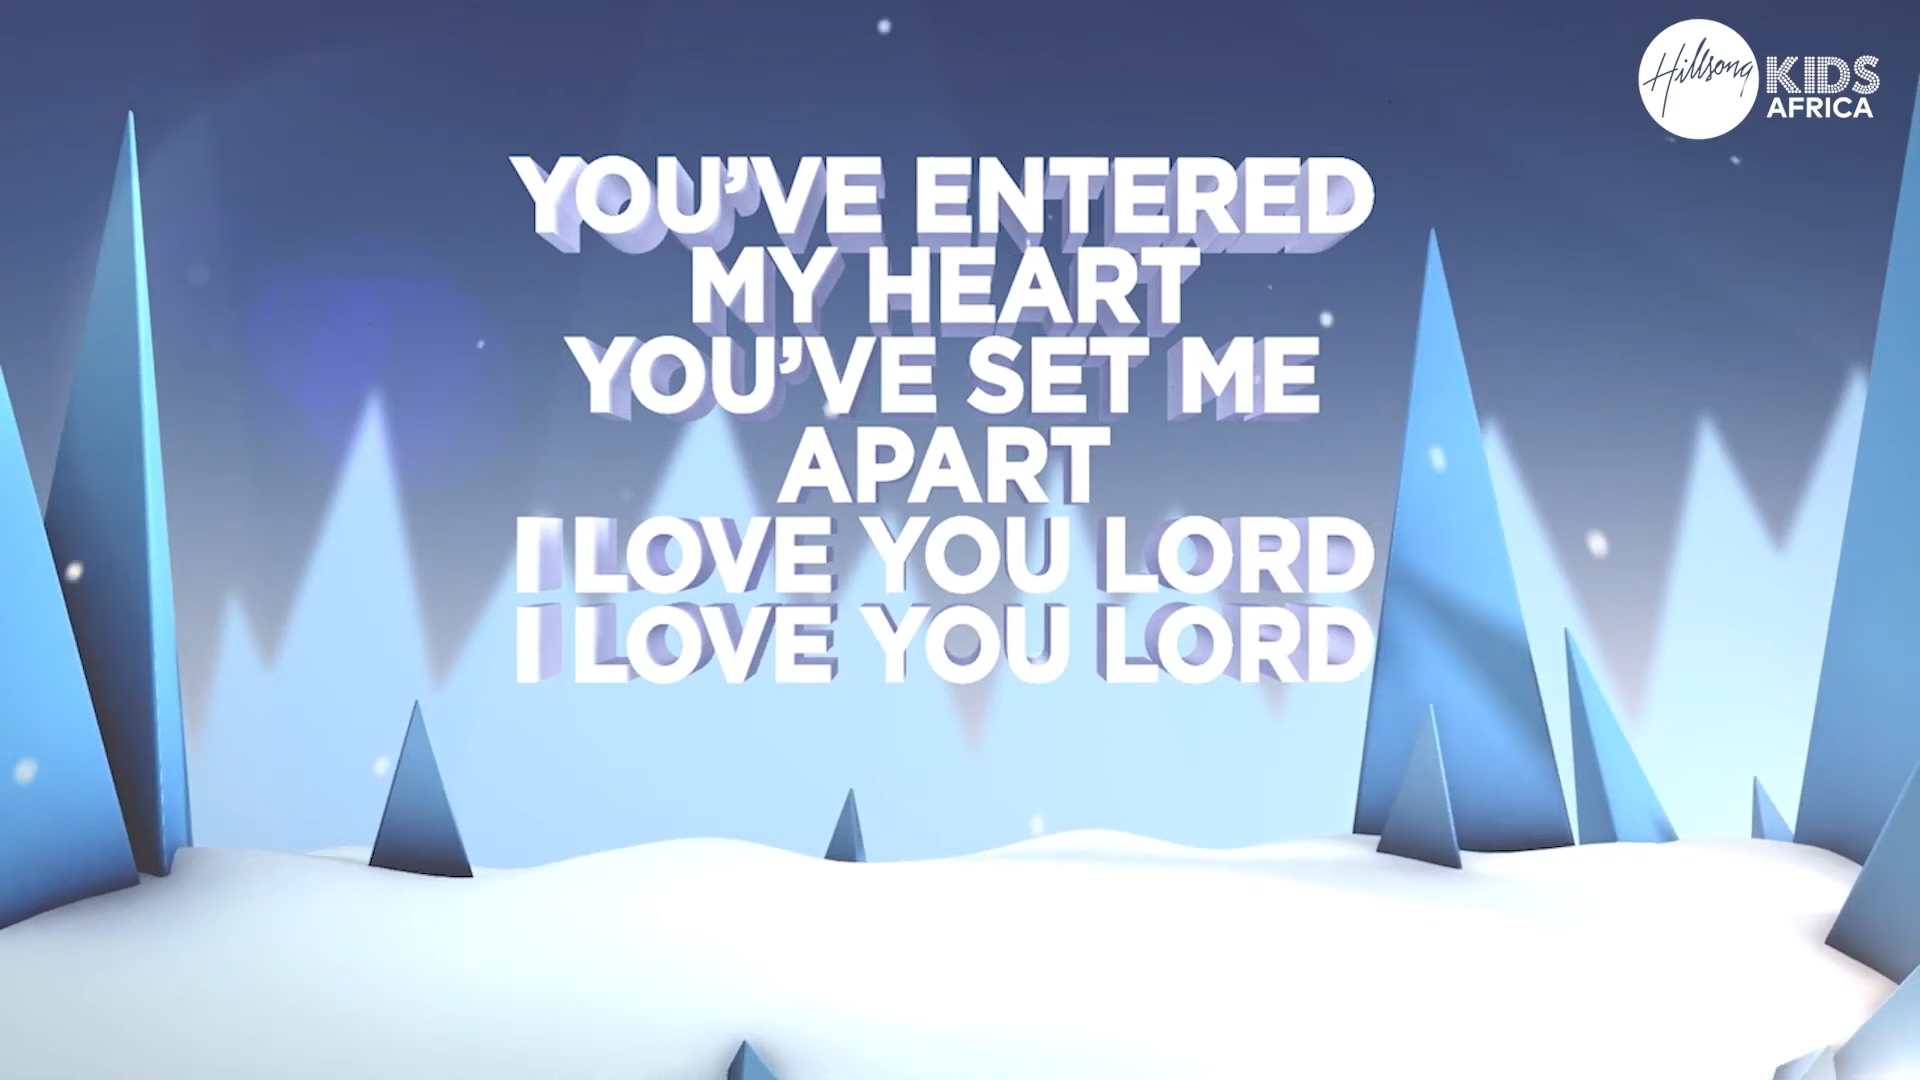 Hillsong KIDS
AFRICA
YOU'VE ENTERED
MY HEART
YOU'VE SET ME
APART
I LOVE YOU LORD
I LOVE YOU LORD